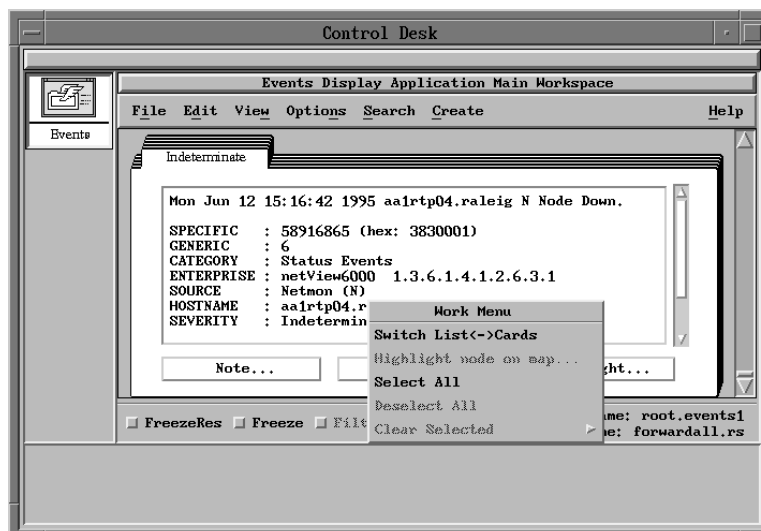 Control Desk
Events Display Application Main Workspace
File Edit View Options Search Create Help
Events
Indeterminate
Mon Jun 12 15:16:42 1995 aa1rtp04.raleig N Node Down.
SPECIFIC : 58916865 (hex: 3830001)
GENERIC : 6
CATEGORY : Status Events
ENTERPRISE : netView6000 1.3.6.1.4.1.2.6.3.1
SOURCE : Netmon (N)
HOSTNAME : aa1rtp04.r
SEVERITY : Indetermin
Work Menu
Switch List<->Cards
Highlight node on map...
Select All
Deselect All
Clear Selected
Note...
ght...
FreezeRes Freeze Filt
ame: root.events1
me: forwardall.rs